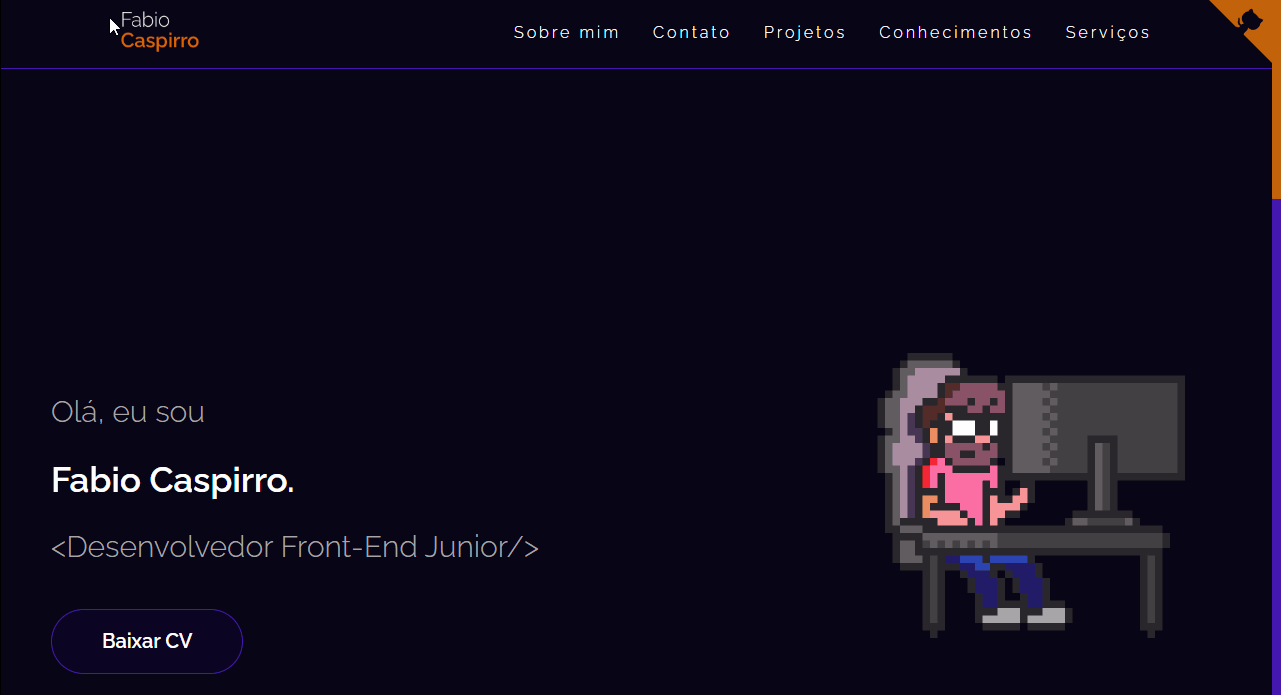 Fabio
Caspirro
Sobre mim Contato Projetos Conhecimentos Serviços
Olá, eu sou
Fabio Caspirro.
<Desenvolvedor Front-End Junior/>
Baixar CV